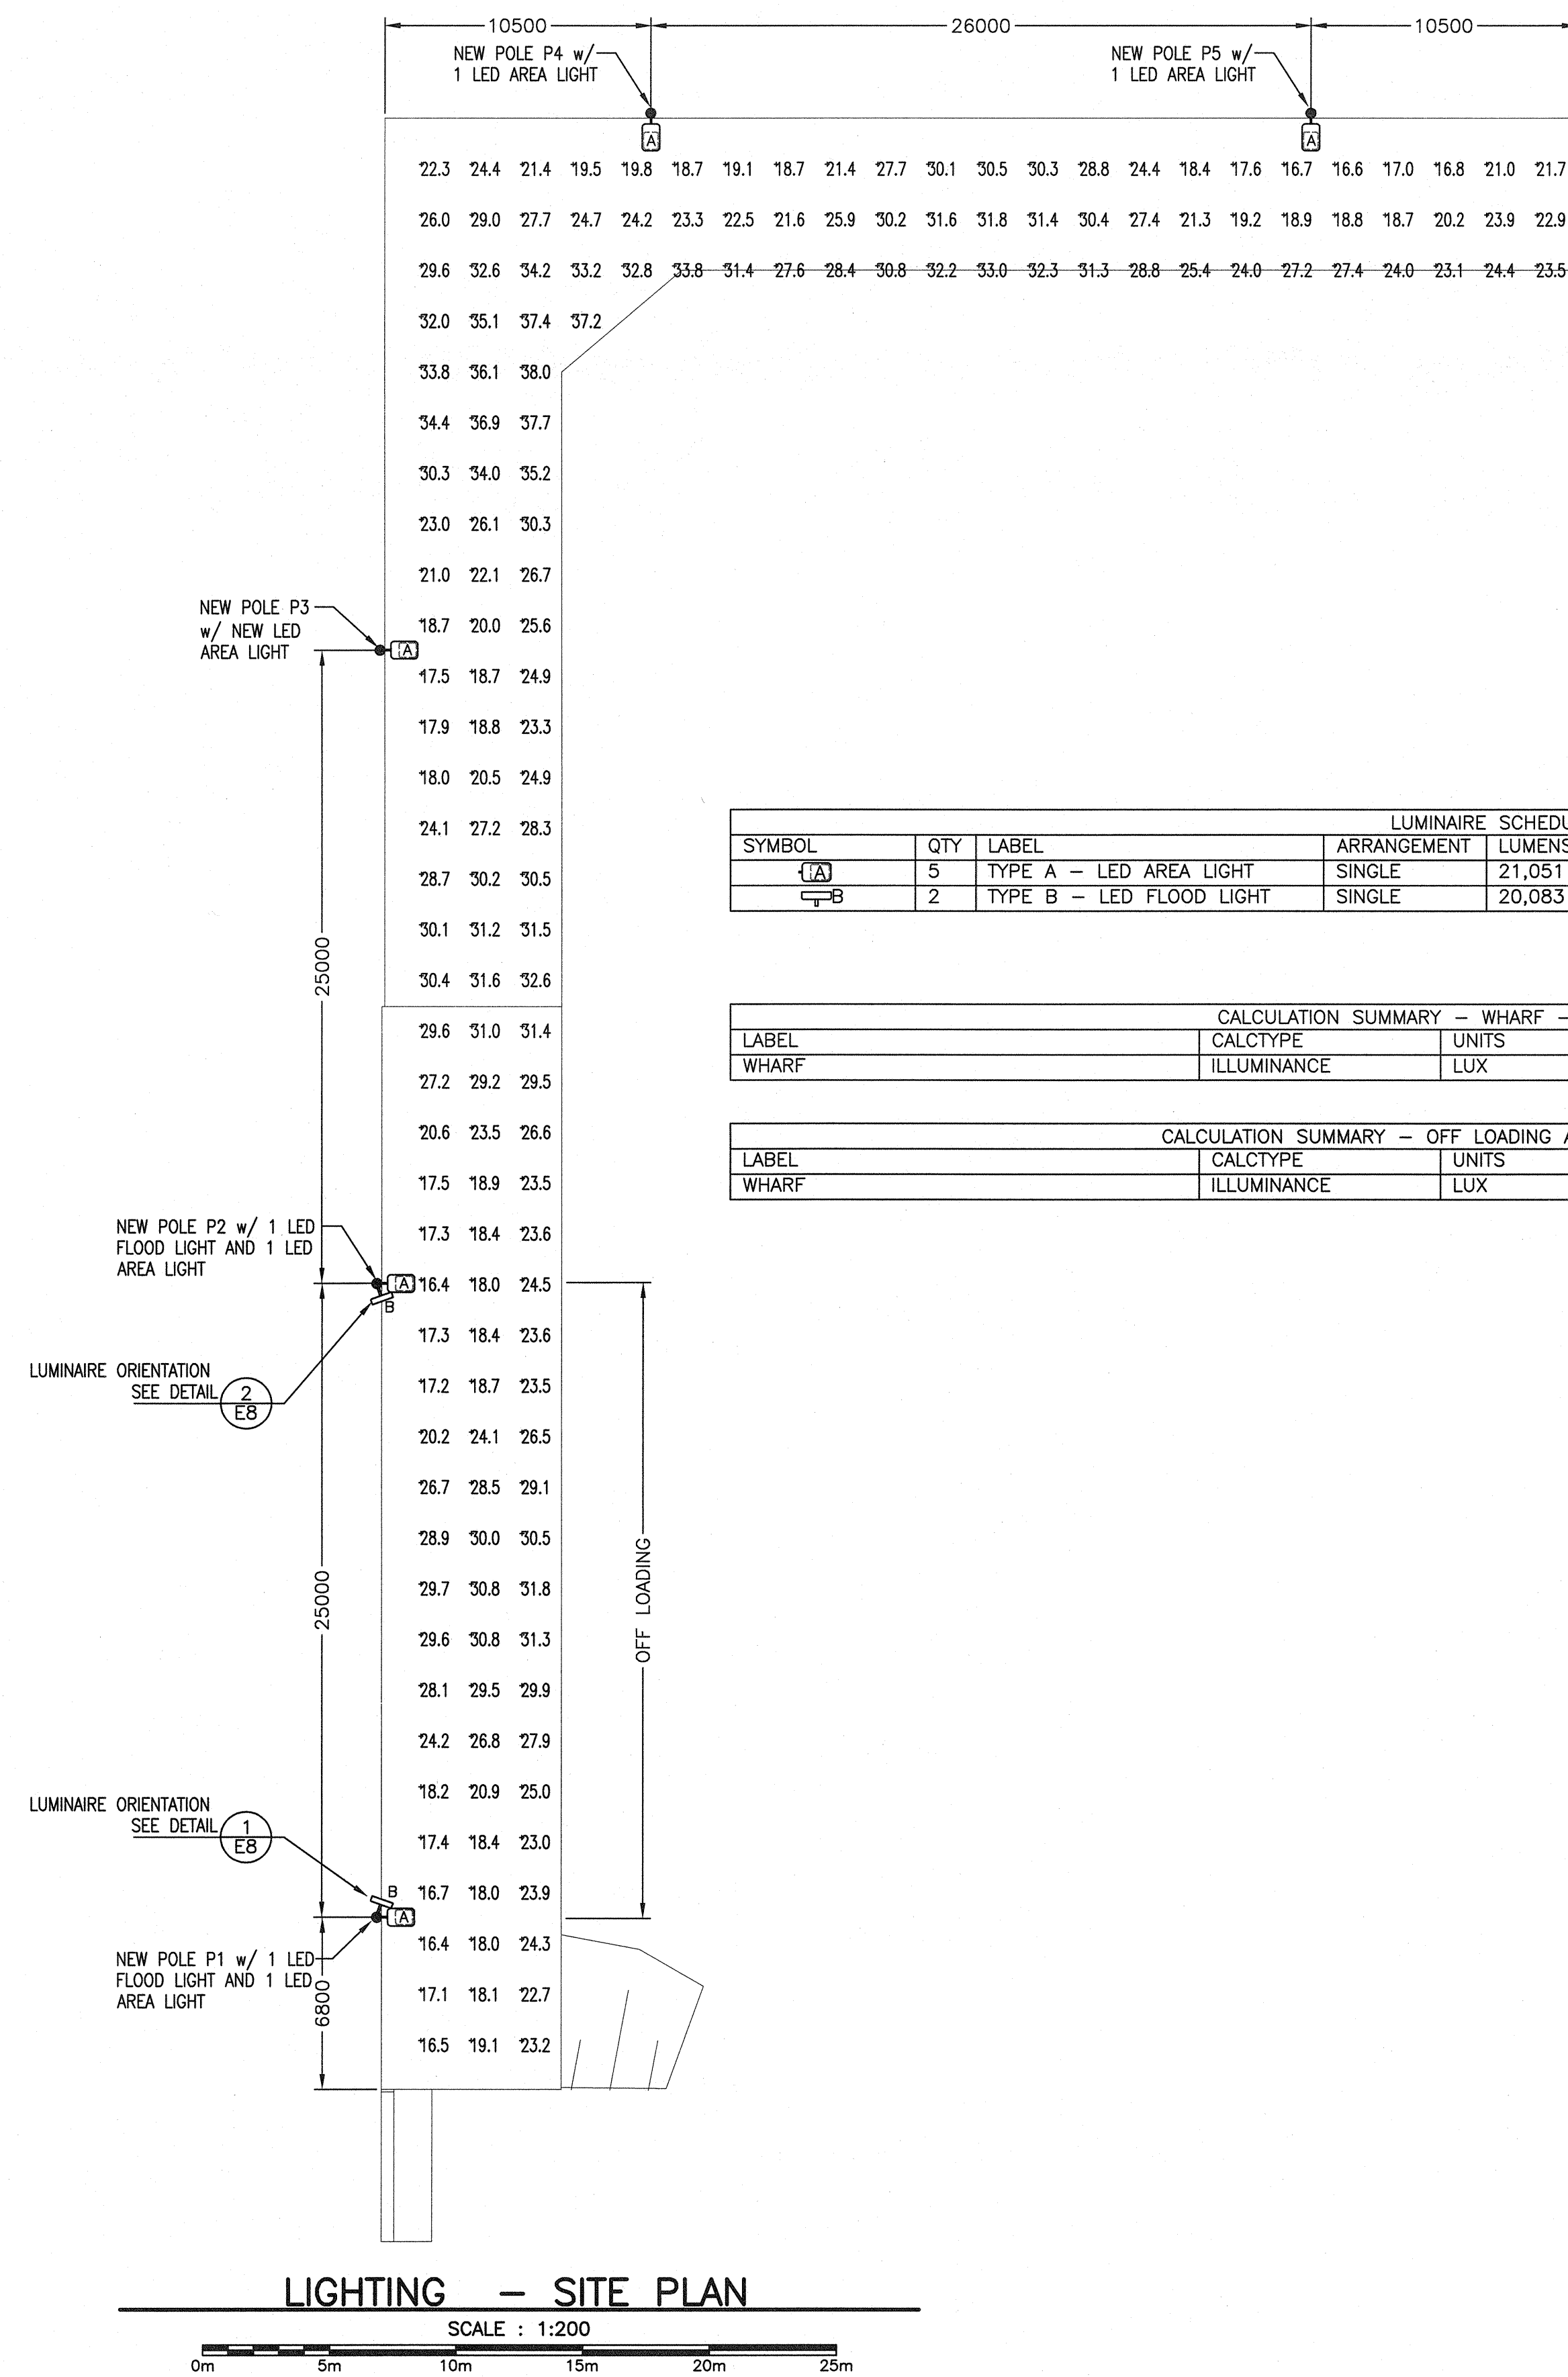 10500 26000 10500
NEW POLE P4 w/
1 LED AREA LIGHT
NEW POLE P5 w/
1 LED AREA LIGHT
A A
22.3 24.4 21.4 19.5 19.8 18.7 19.1 18.7 21.4 27.7 30.1 30.5 30.3 28.8 24.4 18.4 17.6 16.7 16.6 17.0 16.8 21.0 21.7
26.0 29.0 27.7 24.7 24.2 23.3 22.5 21.6 25.9 30.2 31.6 31.8 31.4 30.4 27.4 21.3 19.2 18.9 18.8 18.7 20.2 23.9 22.9
29.6 32.6 34.2 33.2 32.8 33.8 31.4 27.6 28.4 30.8 32.2 33.0 32.3 31.3 28.8 25.4 24.0 27.2 27.4 24.0 23.1 24.4 23.5
32.0 35.1 37.4 37.2
33.8 36.1 38.0
34.4 36.9 37.7
30.3 34.0 35.2
23.0 26.1 30.3
21.0 22.1 26.7
18.7 20.0 25.6
NEW POLE P3
w/ NEW LED
AREA LIGHT
A
17.5 18.7 24.9
17.9 18.8 23.3
18.0 20.5 24.9
24.1 27.2 28.3
28.7 30.2 30.5
30.1 31.2 31.5
30.4 31.6 32.6
25000
29.6 31.0 31.4
27.2 29.2 29.5
20.6 23.5 26.6
17.5 18.9 23.5
17.3 18.4 23.6
NEW POLE P2 w/ 1 LED
FLOOD LIGHT AND 1 LED
AREA LIGHT
A 16.4 18.0 24.5
B
17.3 18.4 23.6
LUMINAIRE ORIENTATION
SEE DETAIL
2
E8
17.2 18.7 23.5
20.2 24.1 26.5
26.7 28.5 29.1
28.9 30.0 30.5
29.7 30.8 31.8
25000
OFF LOADING
29.6 30.8 31.3
28.1 29.5 29.9
24.2 26.8 27.9
18.2 20.9 25.0
LUMINAIRE ORIENTATION
SEE DETAIL
1
E8
17.4 18.4 23.0
B 16.7 18.0 23.9
A
16.4 18.0 24.3
NEW POLE P1 w/ 1 LED
FLOOD LIGHT AND 1 LED
AREA LIGHT
6800
17.1 18.1 22.7
16.5 19.1 23.2
LUMINAIRE SCHEDU
SYMBOL QTY LABEL ARRANGEMENT LUMENS
A 5 TYPE A – LED AREA LIGHT SINGLE 21,051
B 2 TYPE B – LED FLOOD LIGHT SINGLE 20,083
CALCULATION SUMMARY – WHARF –
LABEL CALCTYPE UNITS
WHARF ILLUMINANCE LUX
CALCULATION SUMMARY – OFF LOADING A
LABEL CALCTYPE UNITS
WHARF ILLUMINANCE LUX
LIGHTING – SITE PLAN
SCALE : 1:200
0m 5m 10m 15m 20m 25m